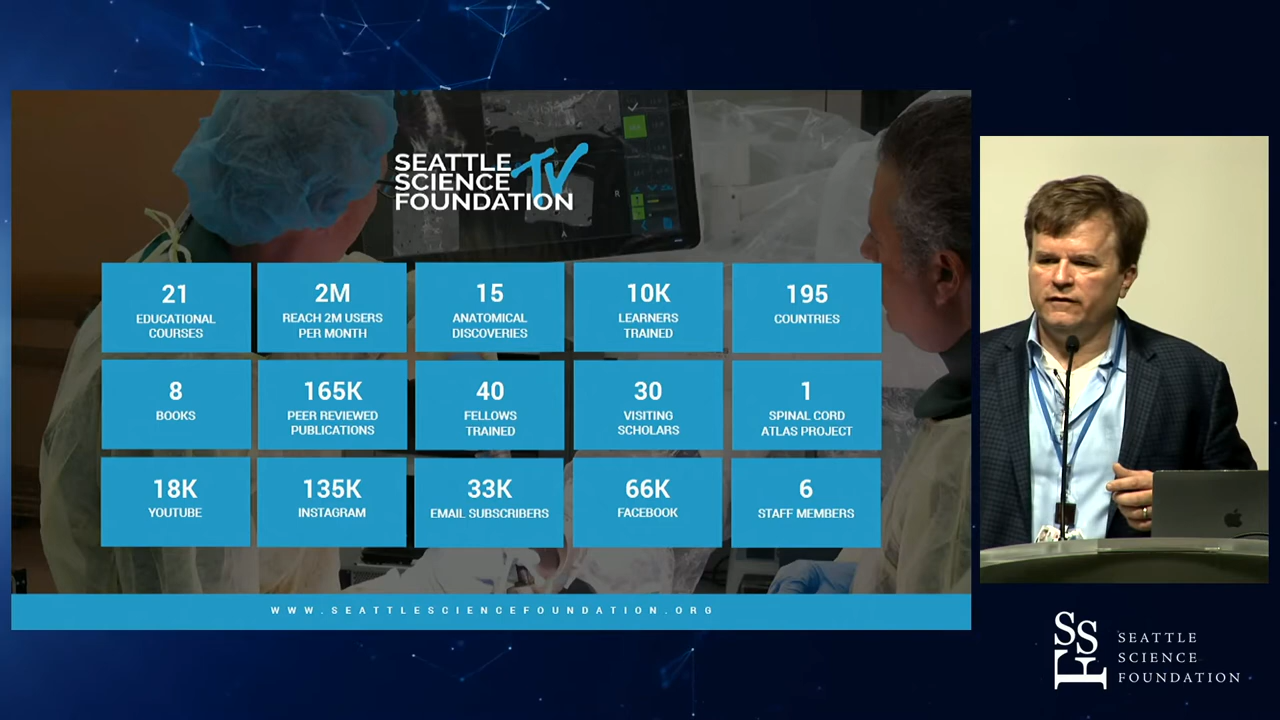 SEATTLE
SCIENCE
FOUNDATION
TV
21
EDUCATIONAL
COURSES
2M
REACH 2M USERS
PER MONTH
15
ANATOMICAL
DISCOVERIES
10K
LEARNERS
TRAINED
195
COUNTRIES
8
BOOKS
165K
PEER REVIEWED
PUBLICATIONS
40
FELLOWS
TRAINED
30
VISITING
SCHOLARS
1
SPINAL CORD
ATLAS PROJECT
18K
YOUTUBE
135K
INSTAGRAM
33K
EMAIL SUBSCRIBERS
66K
FACEBOOK
6
STAFF MEMBERS
WWW.SEATTLESCIENCEFOUNDATION.ORG
SSF
SEATTLE
SCIENCE
FOUNDATION